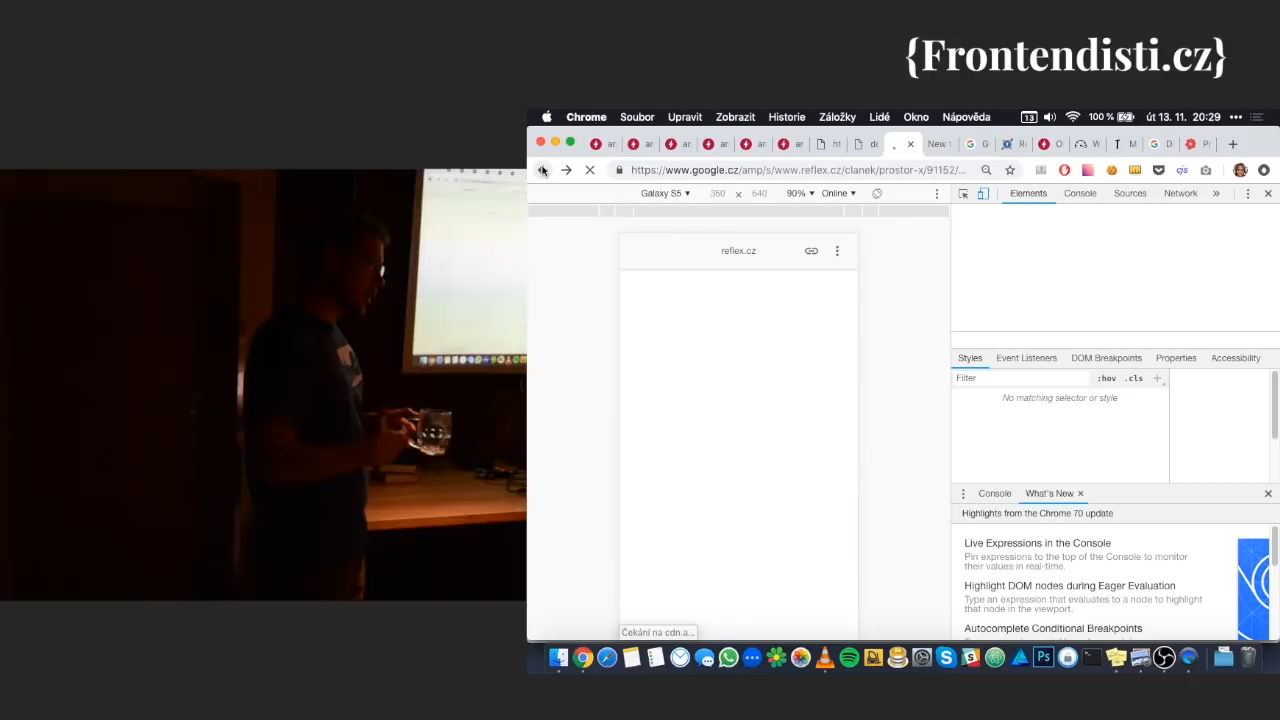 {Frontendisti.cz}
Chrome Soubor Upravit Zobrazit Historie Záložky Lidé Okno Nápověda 13 100 % út 13. 11. 20:29
New t
https://www.google.cz/amp/s/www.reflex.cz/clanek/prostor-x/91152/...
Galaxy S5 ▾ 360 × 640 90% ▾ Online ▾
Elements Console Sources Network »
reflex.cz
Styles Event Listeners DOM Breakpoints Properties Accessibility
Filter :hov .cls +
No matching selector or style
Console What's New ×
Highlights from the Chrome 70 update
Live Expressions in the Console
Pin expressions to the top of the Console to monitor
their values in real-time.
Highlight DOM nodes during Eager Evaluation
Type an expression that evaluates to a node to highlight
that node in the viewport.
Autocomplete Conditional Breakpoints
Čekání na cdn.a...
Ps